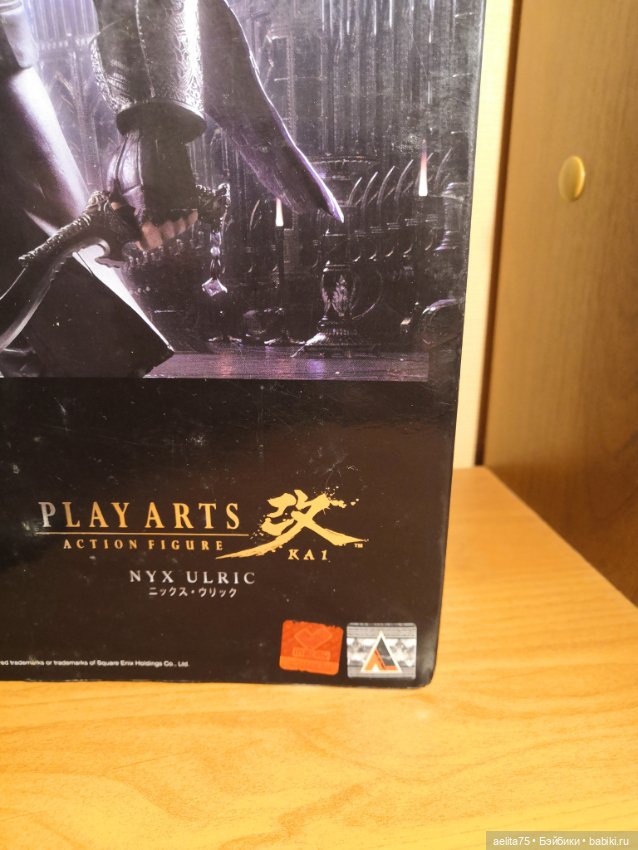 PLAY ARTS 改
ACTION FIGURE KAI™
NYX ULRIC
ニックス・ウリック
red trademarks or trademarks of Square Enix Holdings Co., Ltd.
aelita75 • Бэйбики • babiki.ru